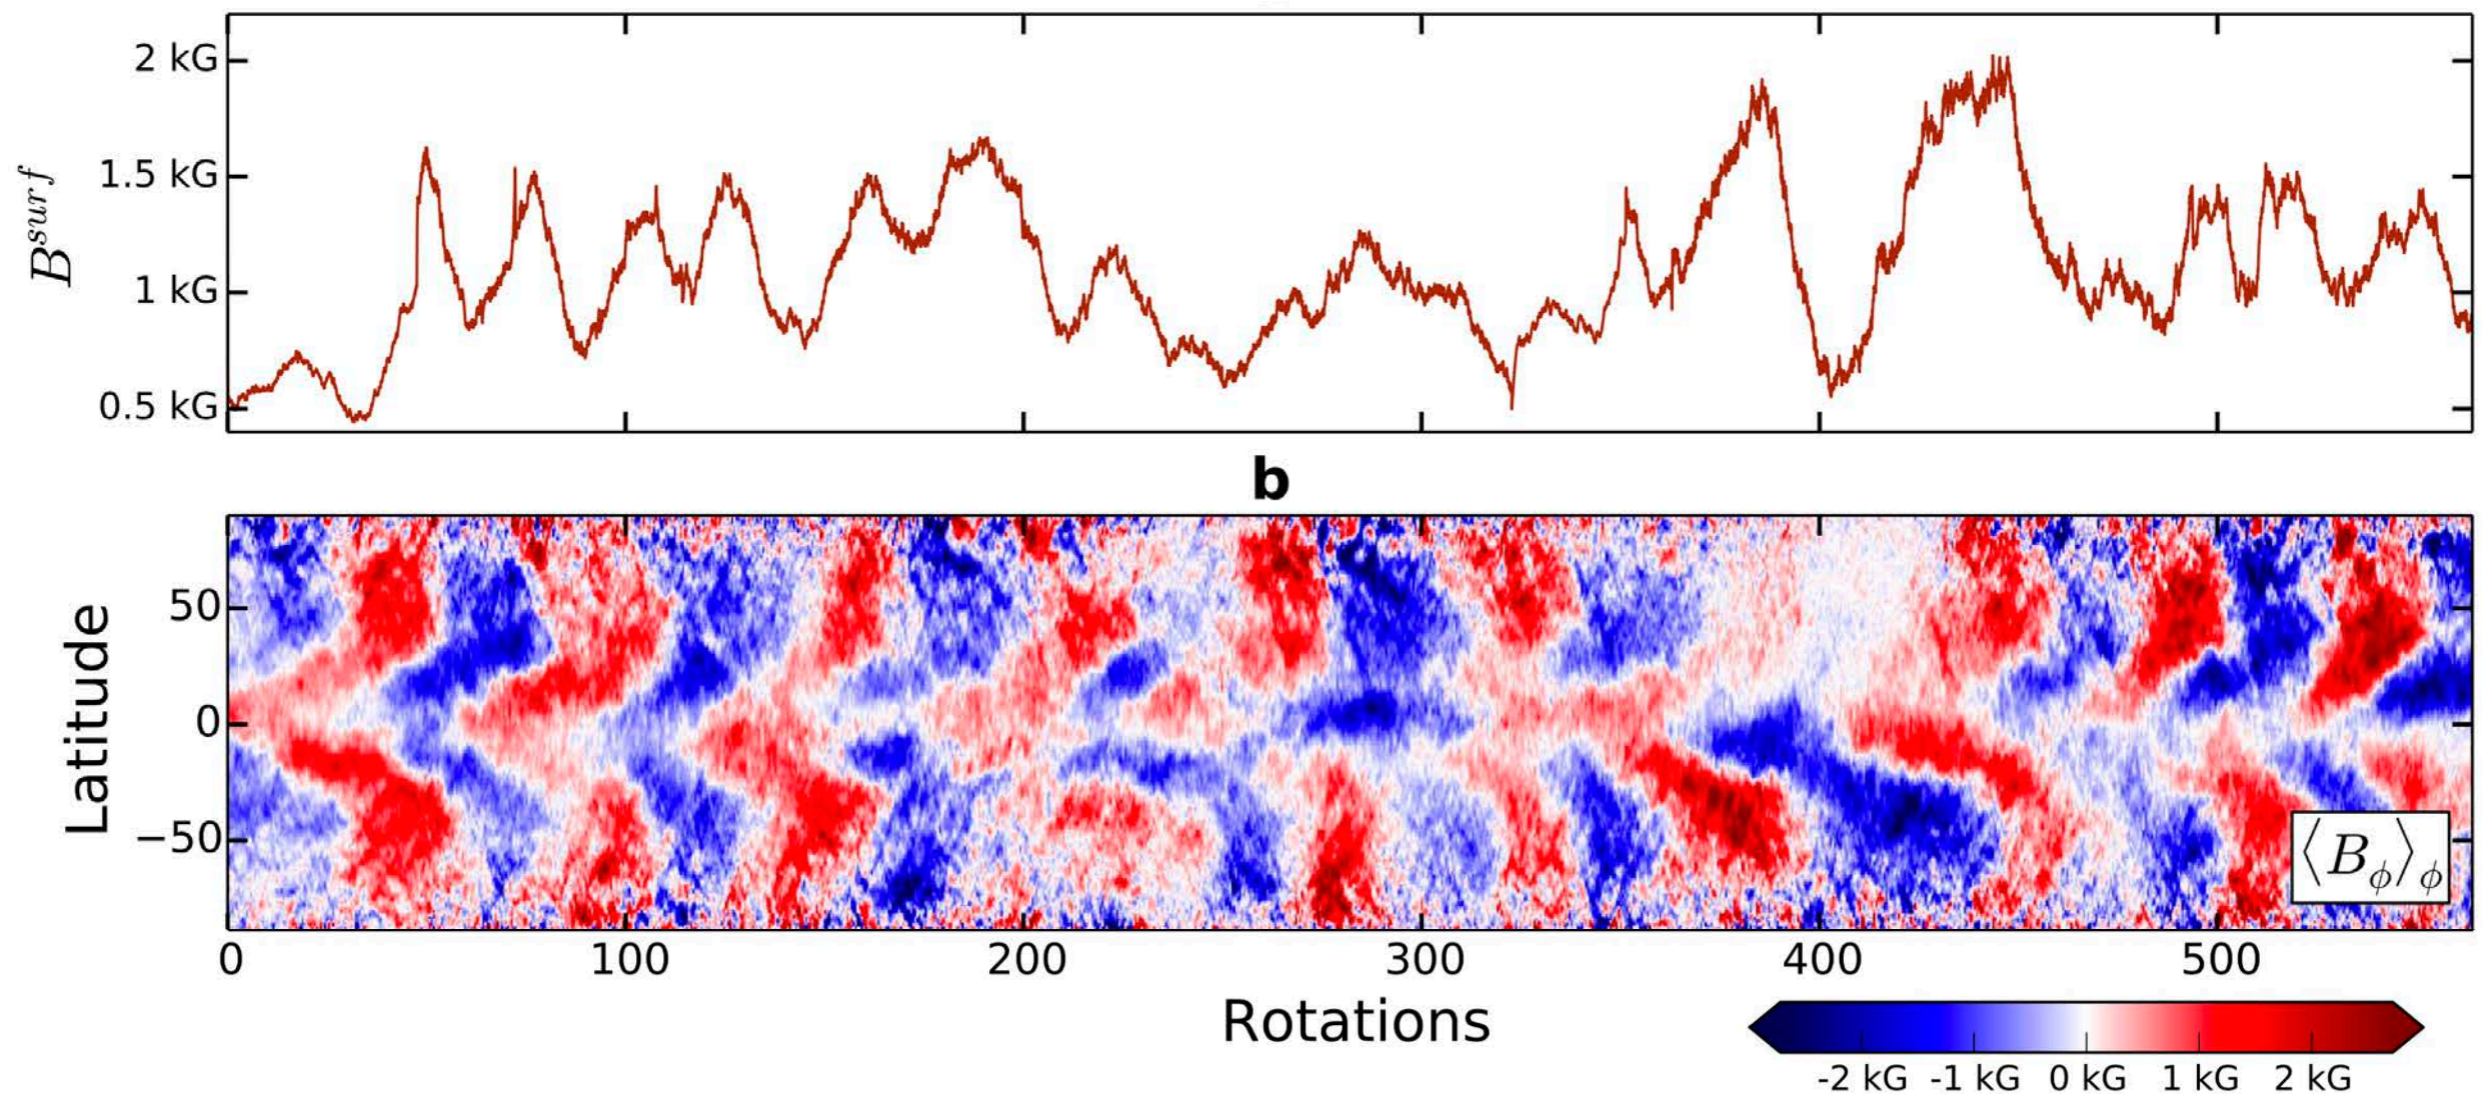 2 kG
1.5 kG
1 kG
0.5 kG
B^{surf}
b
50
0
−50
Latitude
⟨B_ϕ⟩_ϕ
0 100 200 300 400 500
Rotations
-2 kG -1 kG 0 kG 1 kG 2 kG